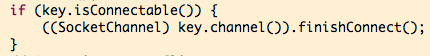 if (key.isConnectable()) {
((SocketChannel) key.channel()).finishConnect();
}